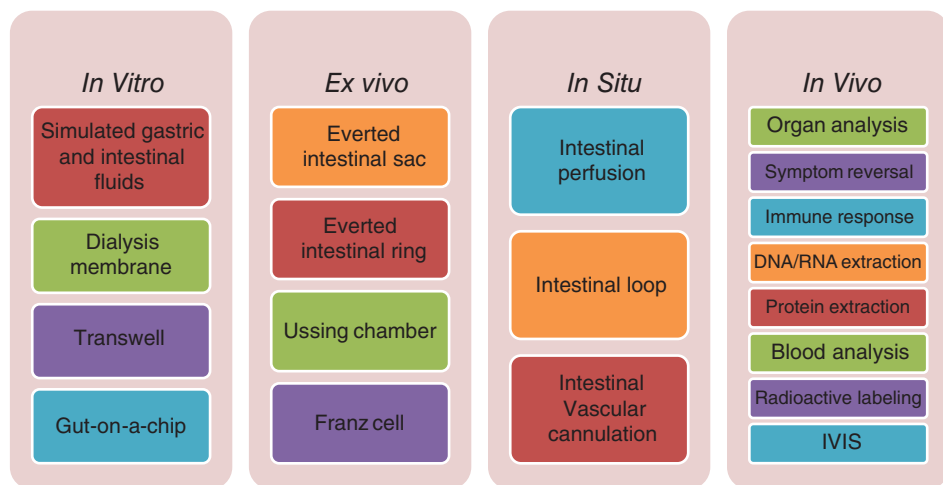 In Vitro
Simulated gastric
and intestinal
fluids
Dialysis
membrane
Transwell
Gut-on-a-chip
Ex vivo
Everted
intestinal sac
Everted
intestinal ring
Ussing chamber
Franz cell
In Situ
Intestinal
perfusion
Intestinal loop
Intestinal
Vascular
cannulation
In Vivo
Organ analysis
Symptom reversal
Immune response
DNA/RNA extraction
Protein extraction
Blood analysis
Radioactive labeling
IVIS